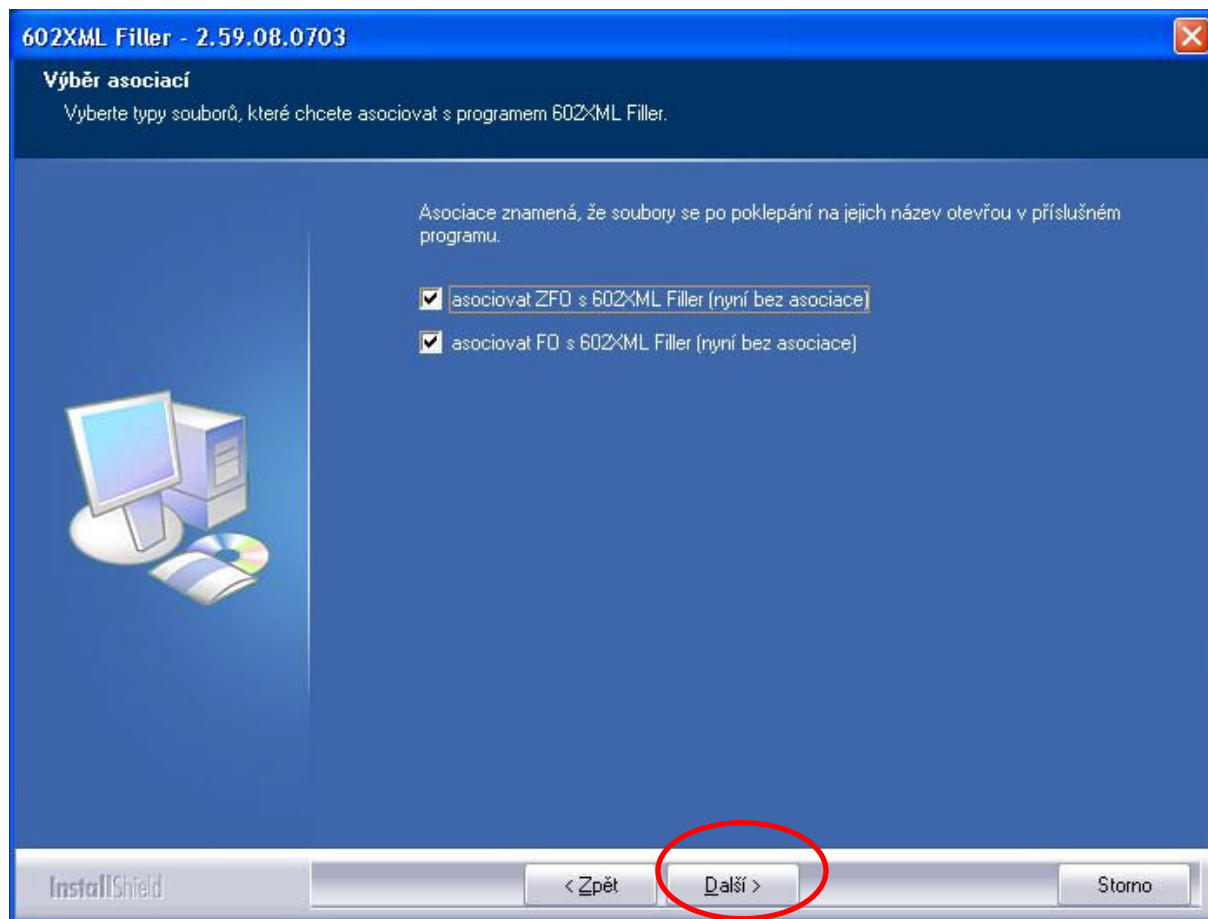 602XML Filler - 2.59.08.0703
Výběr asociací
Vyberte typy souborů, které chcete asociovat s programem 602XML Filler.
Asociace znamená, že soubory se po poklepání na jejich název otevřou v příslušném
programu.
asociovat ZFO s 602XML Filler (nyní bez asociace)
asociovat FO s 602XML Filler (nyní bez asociace)
InstallShield
< Zpět
Další >
Storno